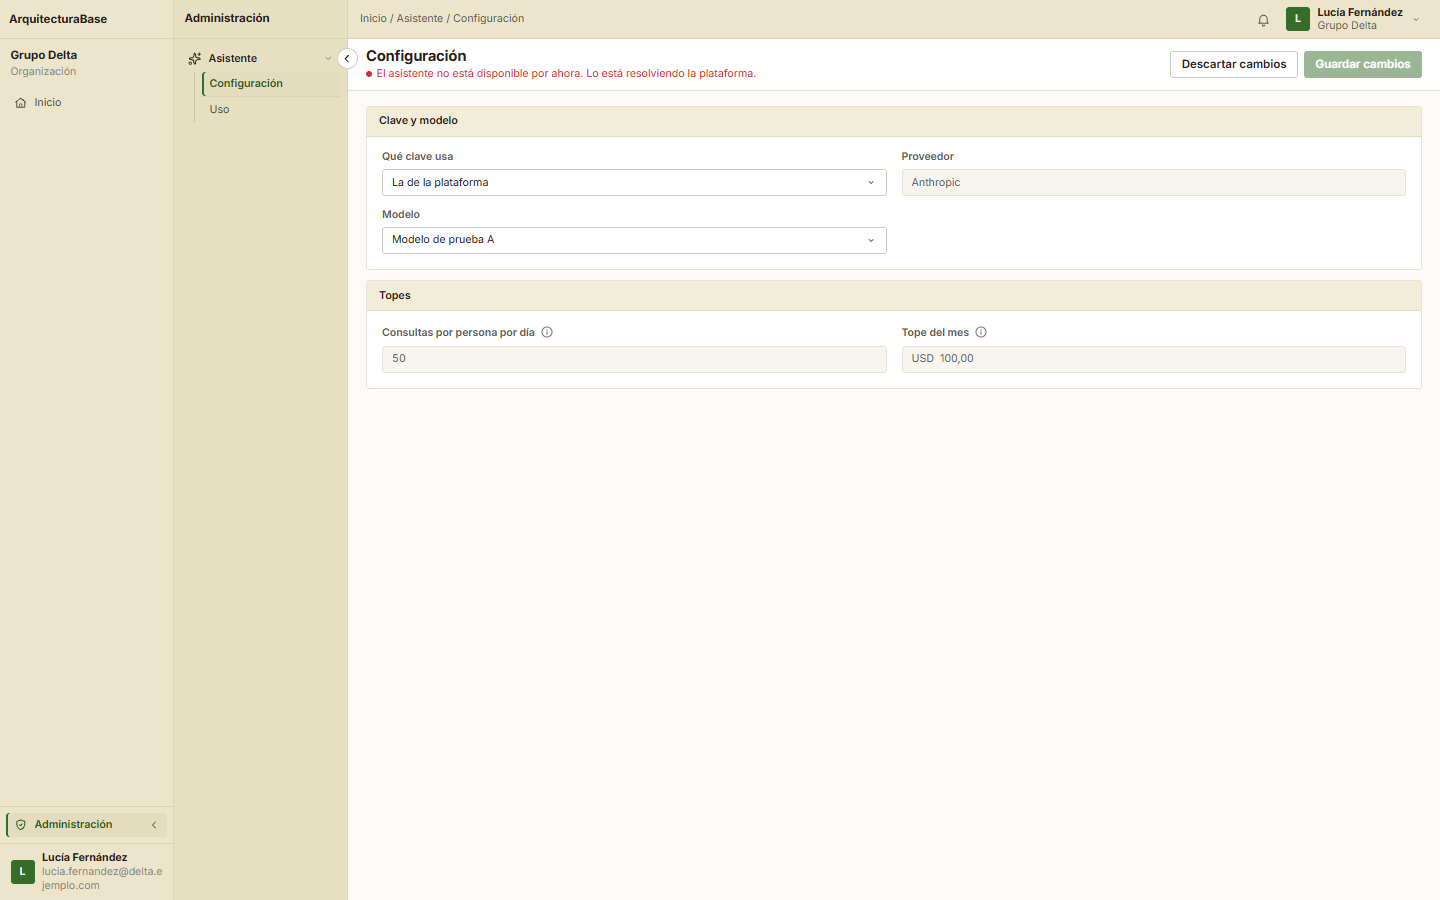 ArquitecturaBase
Grupo Delta
Organización
Inicio
Administración
Lucía Fernández
lucia.fernandez@delta.e
jemplo.com
L
Administración
Asistente
Configuración
Uso
Inicio / Asistente / Configuración
L
Lucía Fernández
Grupo Delta
Configuración
El asistente no está disponible por ahora. Lo está resolviendo la plataforma.
Descartar cambios
Guardar cambios
Clave y modelo
Qué clave usa
La de la plataforma
Proveedor
Anthropic
Modelo
Modelo de prueba A
Topes
Consultas por persona por día
50
Tope del mes
USD 100,00